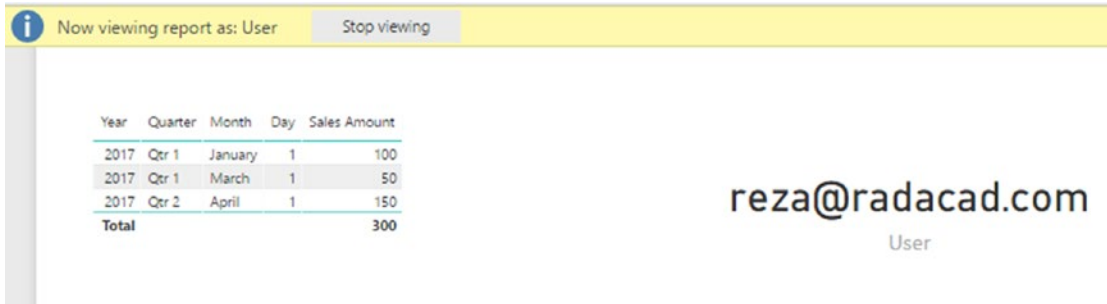 Now viewing report as: User Stop viewing
Year Quarter Month Day Sales Amount
2017 Qtr 1 January 1 100
2017 Qtr 1 March 1 50
2017 Qtr 2 April 1 150
Total 300
reza@radacad.com
User